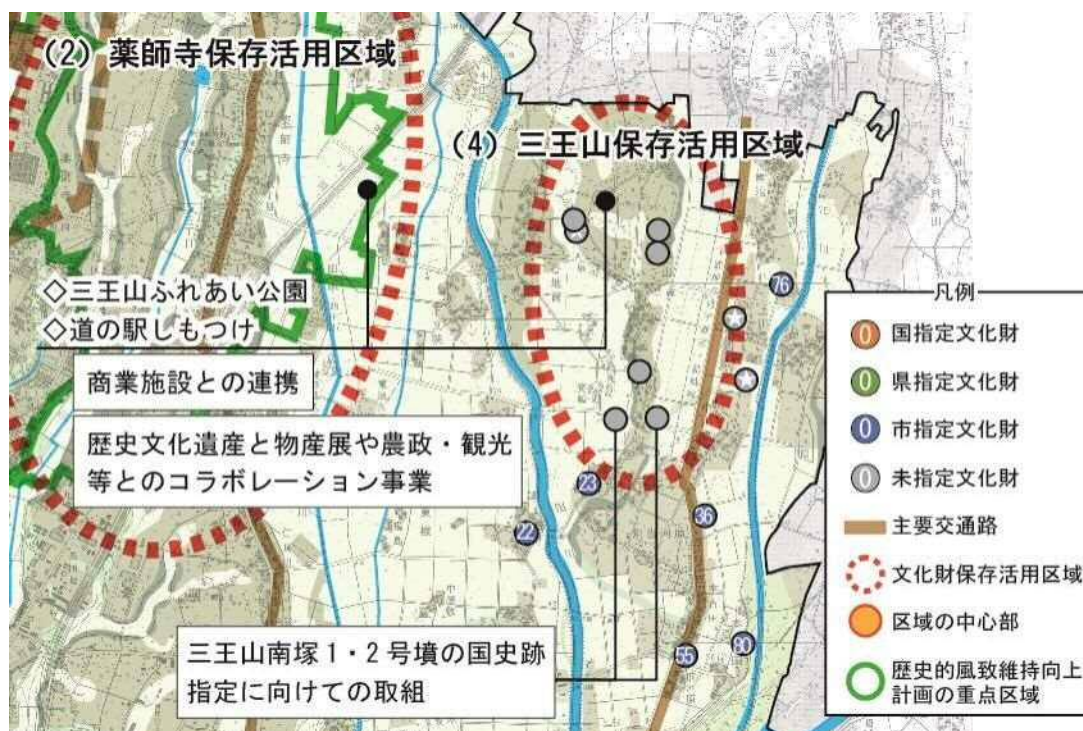 (2) 薬師寺保存活用区域
(4) 三王山保存活用区域
◇三王山ふれあい公園
◇道の駅しもつけ
商業施設との連携
歴史文化遺産と物産展や農政・観光
等とのコラボレーション事業
三王山南塚1・2号墳の国史跡
指定に向けての取組
76
23
22
36
55
80
凡例
0 国指定文化財
0 県指定文化財
0 市指定文化財
0 未指定文化財
主要交通路
文化財保存活用区域
区域の中心部
歴史的風致維持向上
計画の重点区域